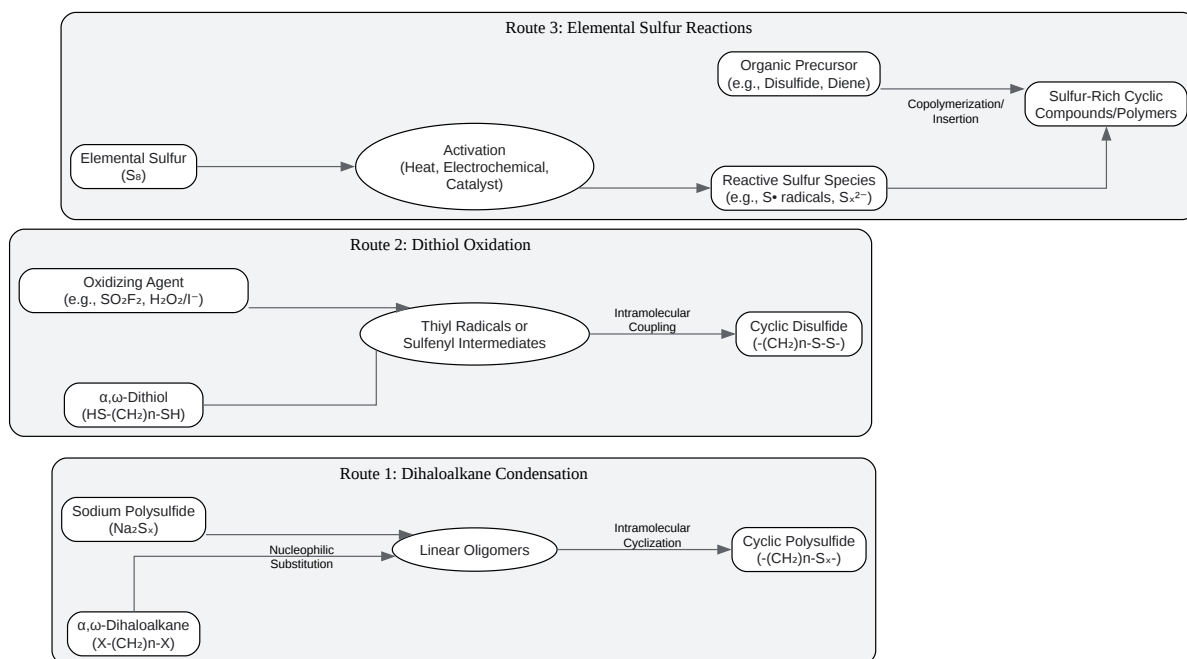 Route 3: Elemental Sulfur Reactions
Organic Precursor
(e.g., Disulfide, Diene)
Copolymerization/
Insertion
Sulfur-Rich Cyclic
Compounds/Polymers
Elemental Sulfur
(S₈)
Activation
(Heat, Electrochemical,
Catalyst)
Reactive Sulfur Species
(e.g., S• radicals, Sₓ²⁻)
Route 2: Dithiol Oxidation
Oxidizing Agent
(e.g., SO₂F₂, H₂O₂/I⁻)
Thiyl Radicals or
Sulfenyl Intermediates
Intramolecular
Coupling
Cyclic Disulfide
(-(CH₂)n-S-S-)
α,ω-Dithiol
(HS-(CH₂)n-SH)
Route 1: Dihaloalkane Condensation
Sodium Polysulfide
(Na₂Sₓ)
Nucleophilic
Substitution
Linear Oligomers
Intramolecular
Cyclization
Cyclic Polysulfide
(-(CH₂)n-Sₓ-)
α,ω-Dihaloalkane
(X-(CH₂)n-X)